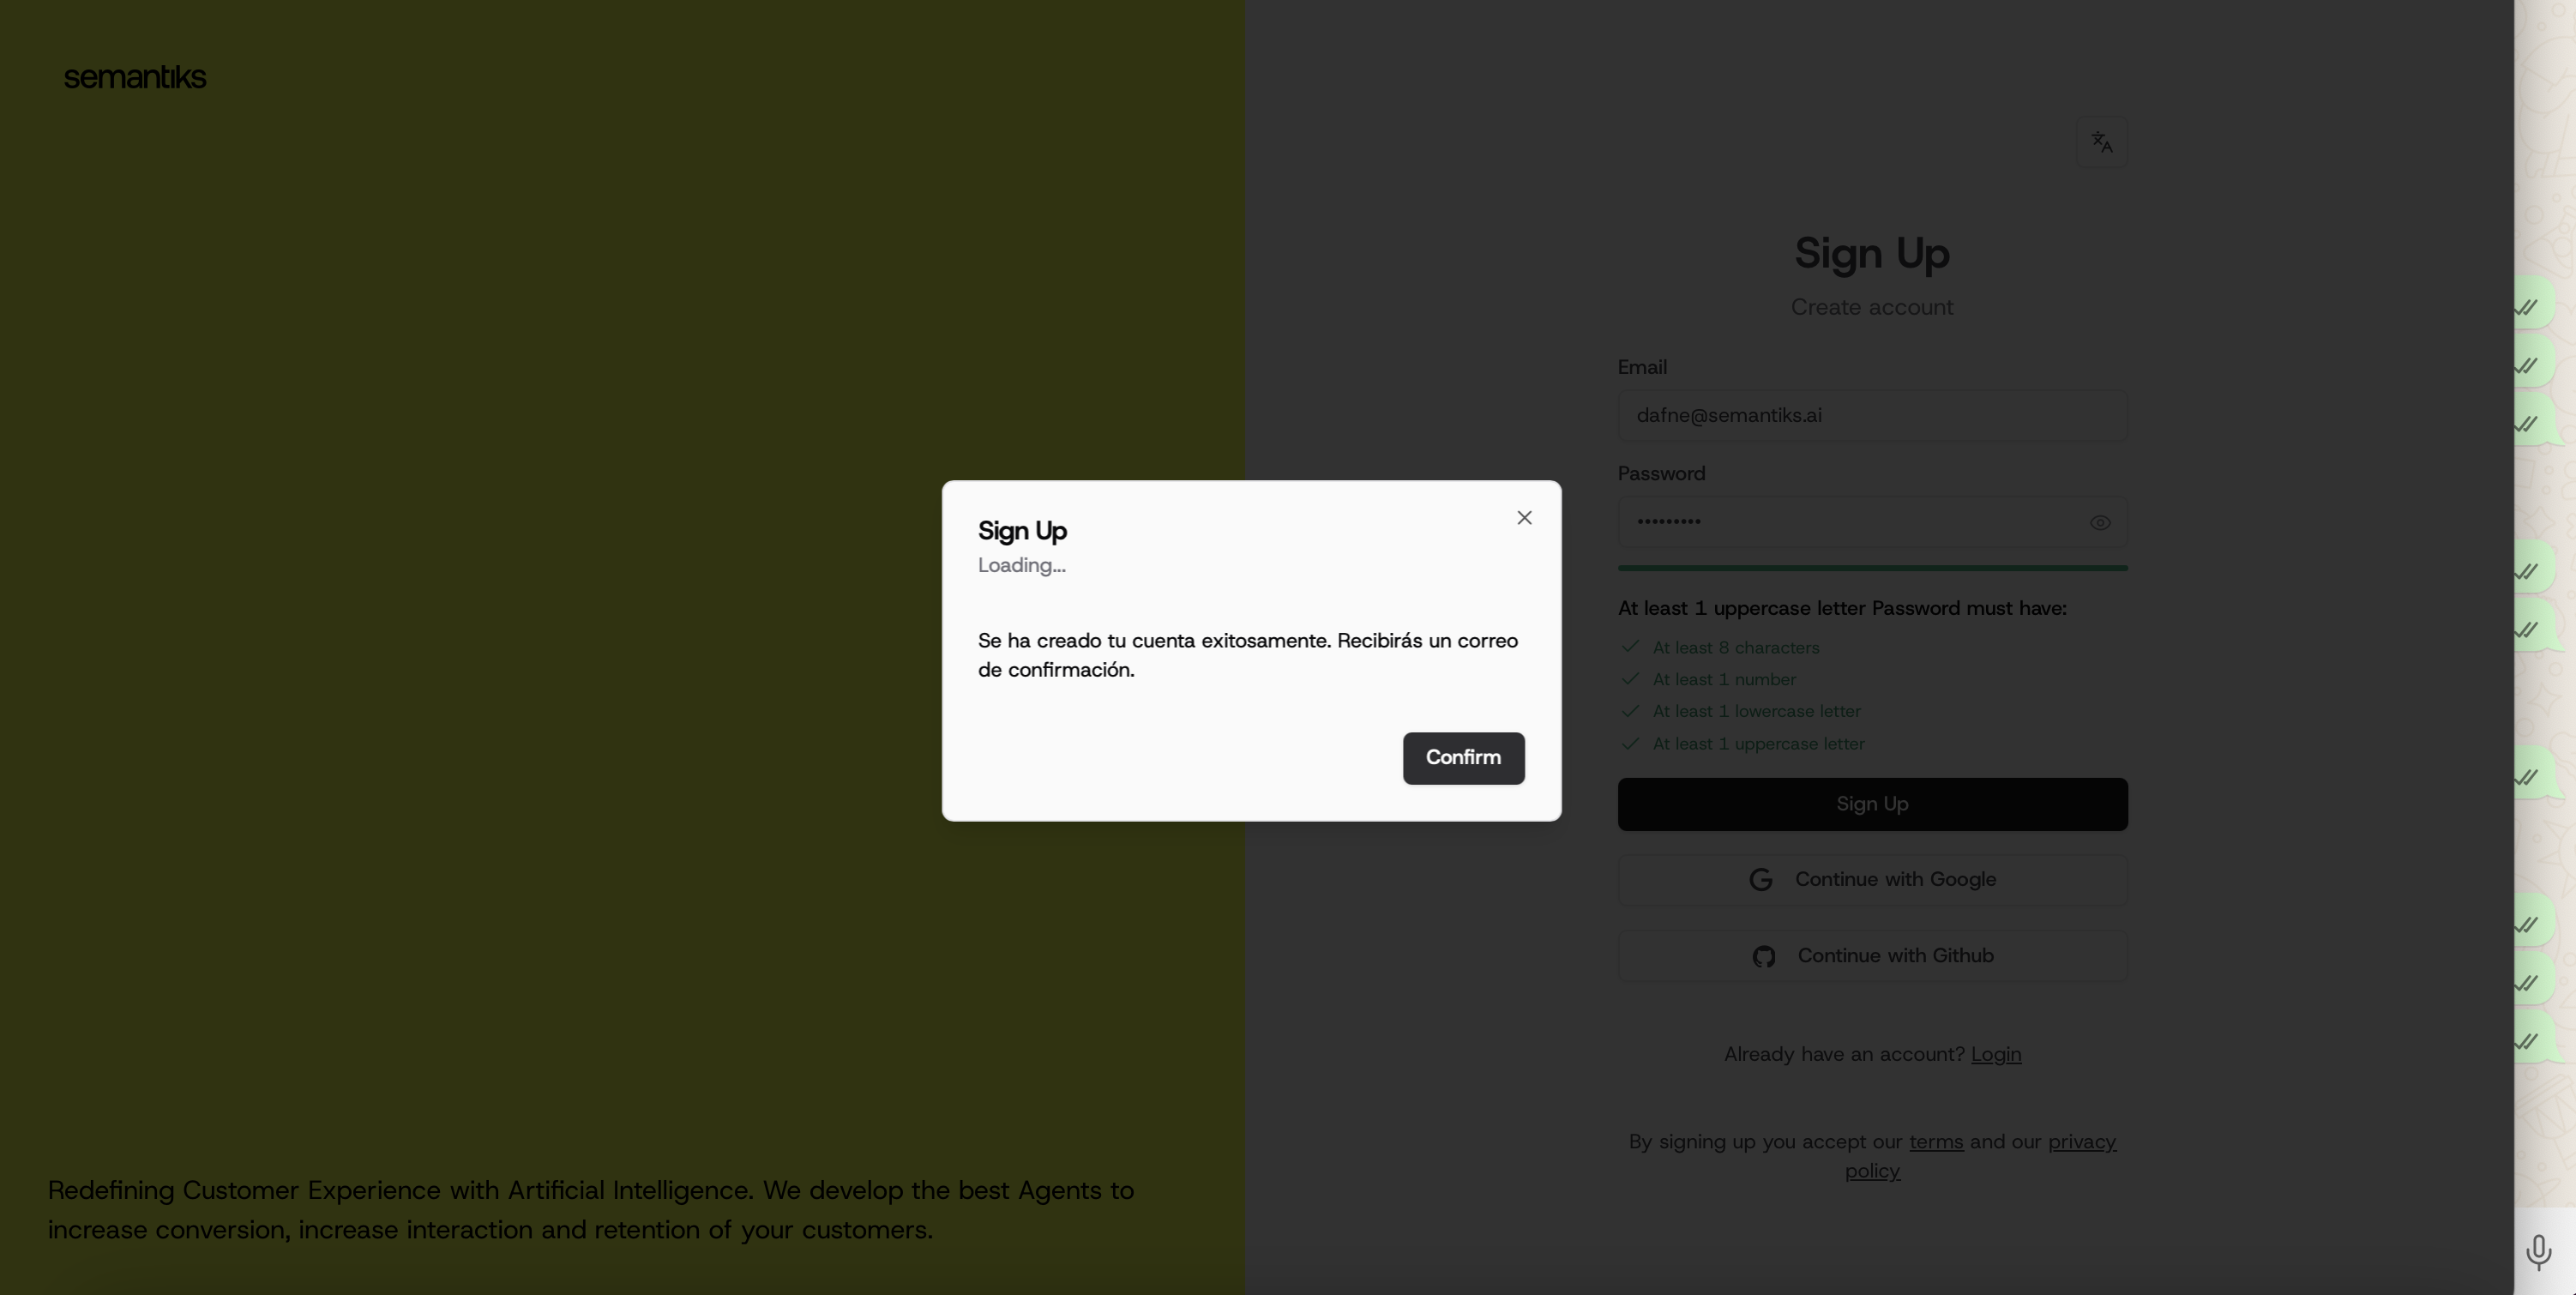 semantiks
Sign Up
Create account
Email
dafne@semantiks.ai
Password
•••••••••
At least 1 uppercase letter Password must have:
At least 8 characters
At least 1 number
At least 1 lowercase letter
At least 1 uppercase letter
Sign Up
Continue with Google
Continue with Github
Already have an account? Login
By signing up you accept our terms and our privacy
policy
Sign Up
Loading...
Se ha creado tu cuenta exitosamente. Recibirás un correo
de confirmación.
Confirm
Redefining Customer Experience with Artificial Intelligence. We develop the best Agents to
increase conversion, increase interaction and retention of your customers.